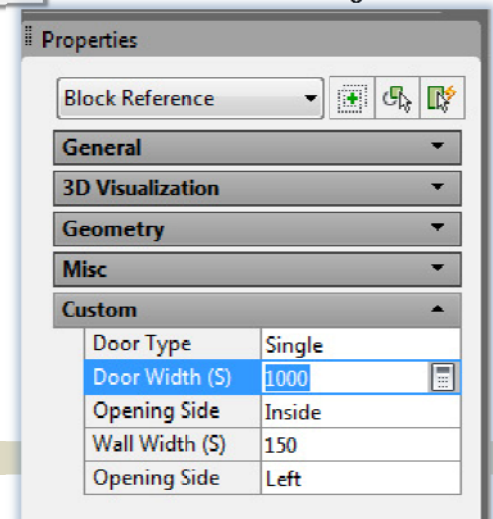 Properties
Block Reference
General
3D Visualization
Geometry
Misc
Custom
Door Type Single
Door Width (S) 1000
Opening Side Inside
Wall Width (S) 150
Opening Side Left